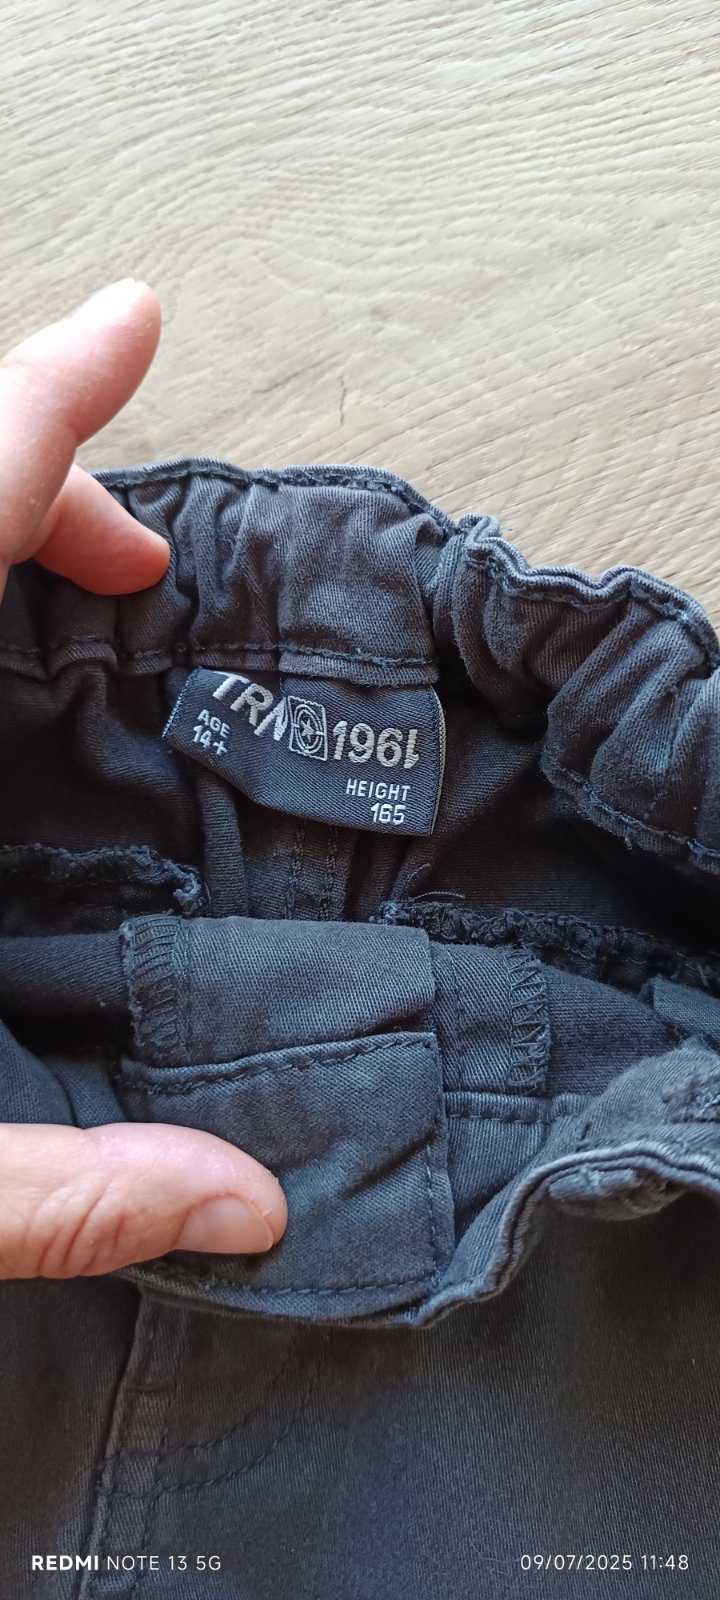 TRN 1961
AGE
14+
HEIGHT
165
REDMI NOTE 13 5G
09/07/2025 11:48